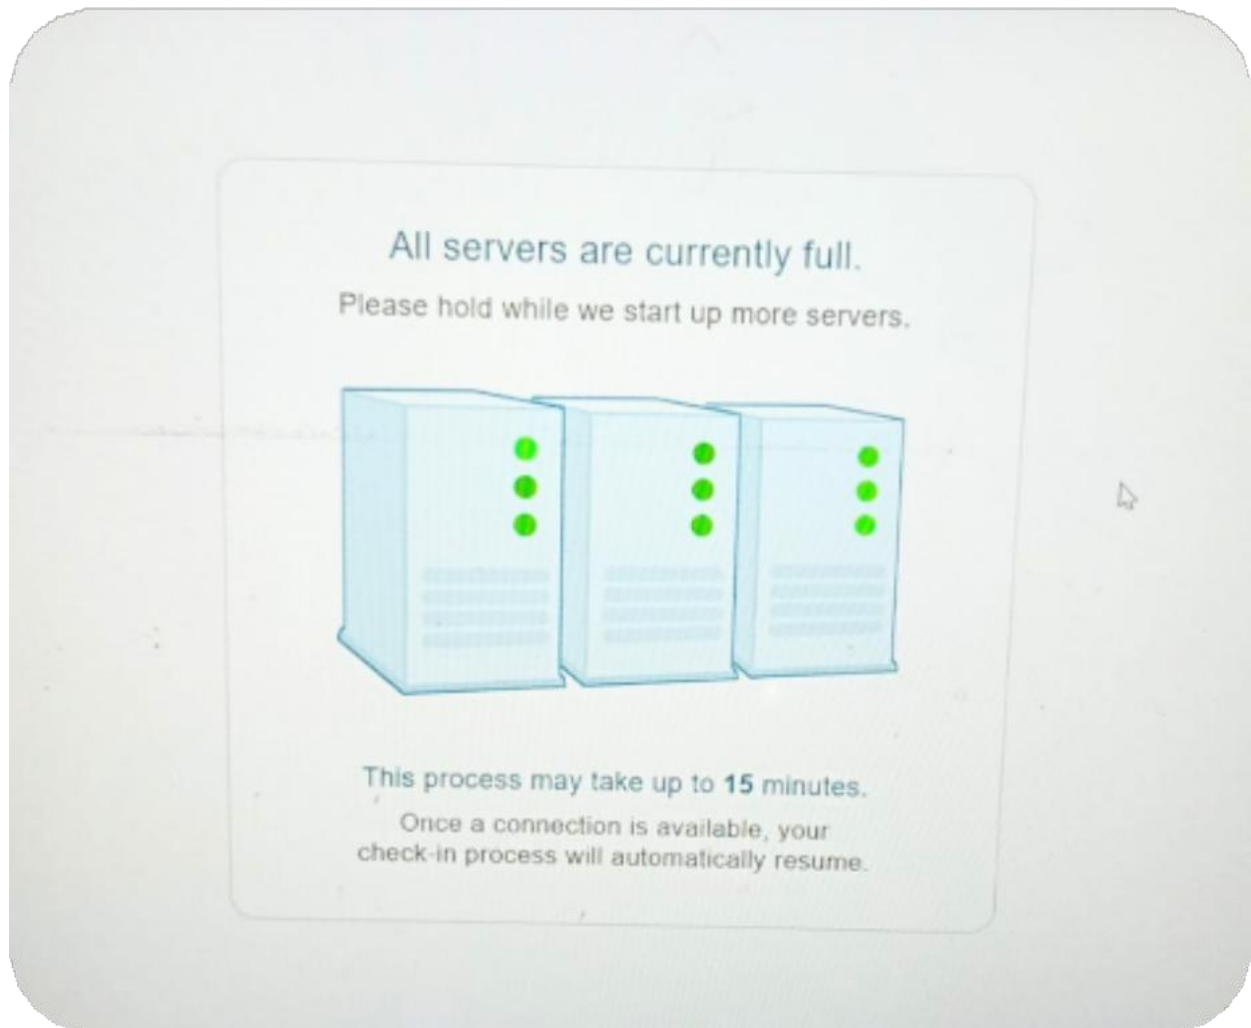 All servers are currently full.
Please hold while we start up more servers.
This process may take up to 15 minutes.
Once a connection is available, your
check-in process will automatically resume.